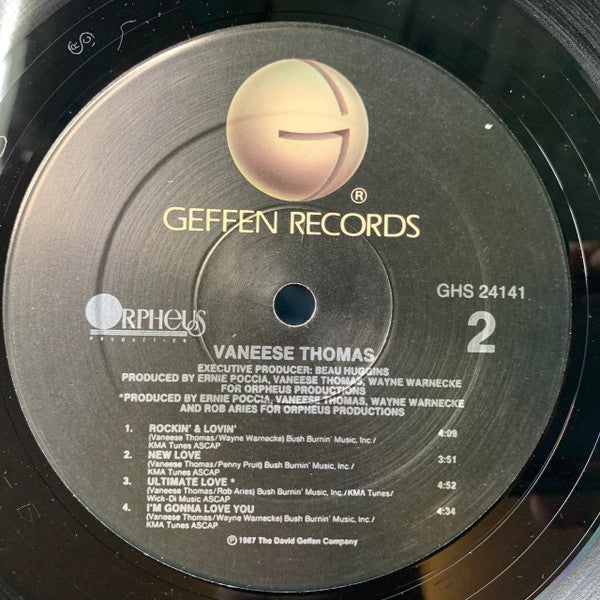 G
®
GEFFEN RECORDS
GHS 24141
2
ORPHEUS
PRODUCTIONS
VANEESE THOMAS
EXECUTIVE PRODUCER: BEAU HUGGINS
PRODUCED BY ERNIE POCCIA, VANEESE THOMAS, WAYNE WARNECKE
FOR ORPHEUS PRODUCTIONS
*PRODUCED BY ERNIE POCCIA, VANEESE THOMAS, WAYNE WARNECKE
AND ROB ARIES FOR ORPHEUS PRODUCTIONS
1. ROCKIN' & LOVIN' 4:09
(Vaneese Thomas/Wayne Warnecke) Bush Burnin' Music, Inc./
KMA Tunes ASCAP
2. NEW LOVE 3:51
(Vaneese Thomas/Penny Pruit) Bush Burnin' Music, Inc./
KMA Tunes ASCAP
3. ULTIMATE LOVE * 4:52
(Vaneese Thomas/Rob Aries) Bush Burnin' Music, Inc./KMA Tunes/
Wick-Di Music ASCAP
4. I'M GONNA LOVE YOU 4:34
(Vaneese Thomas/Wayne Warnecke) Bush Burnin' Music, Inc./
KMA Tunes ASCAP
℗ 1987 The David Geffen Company